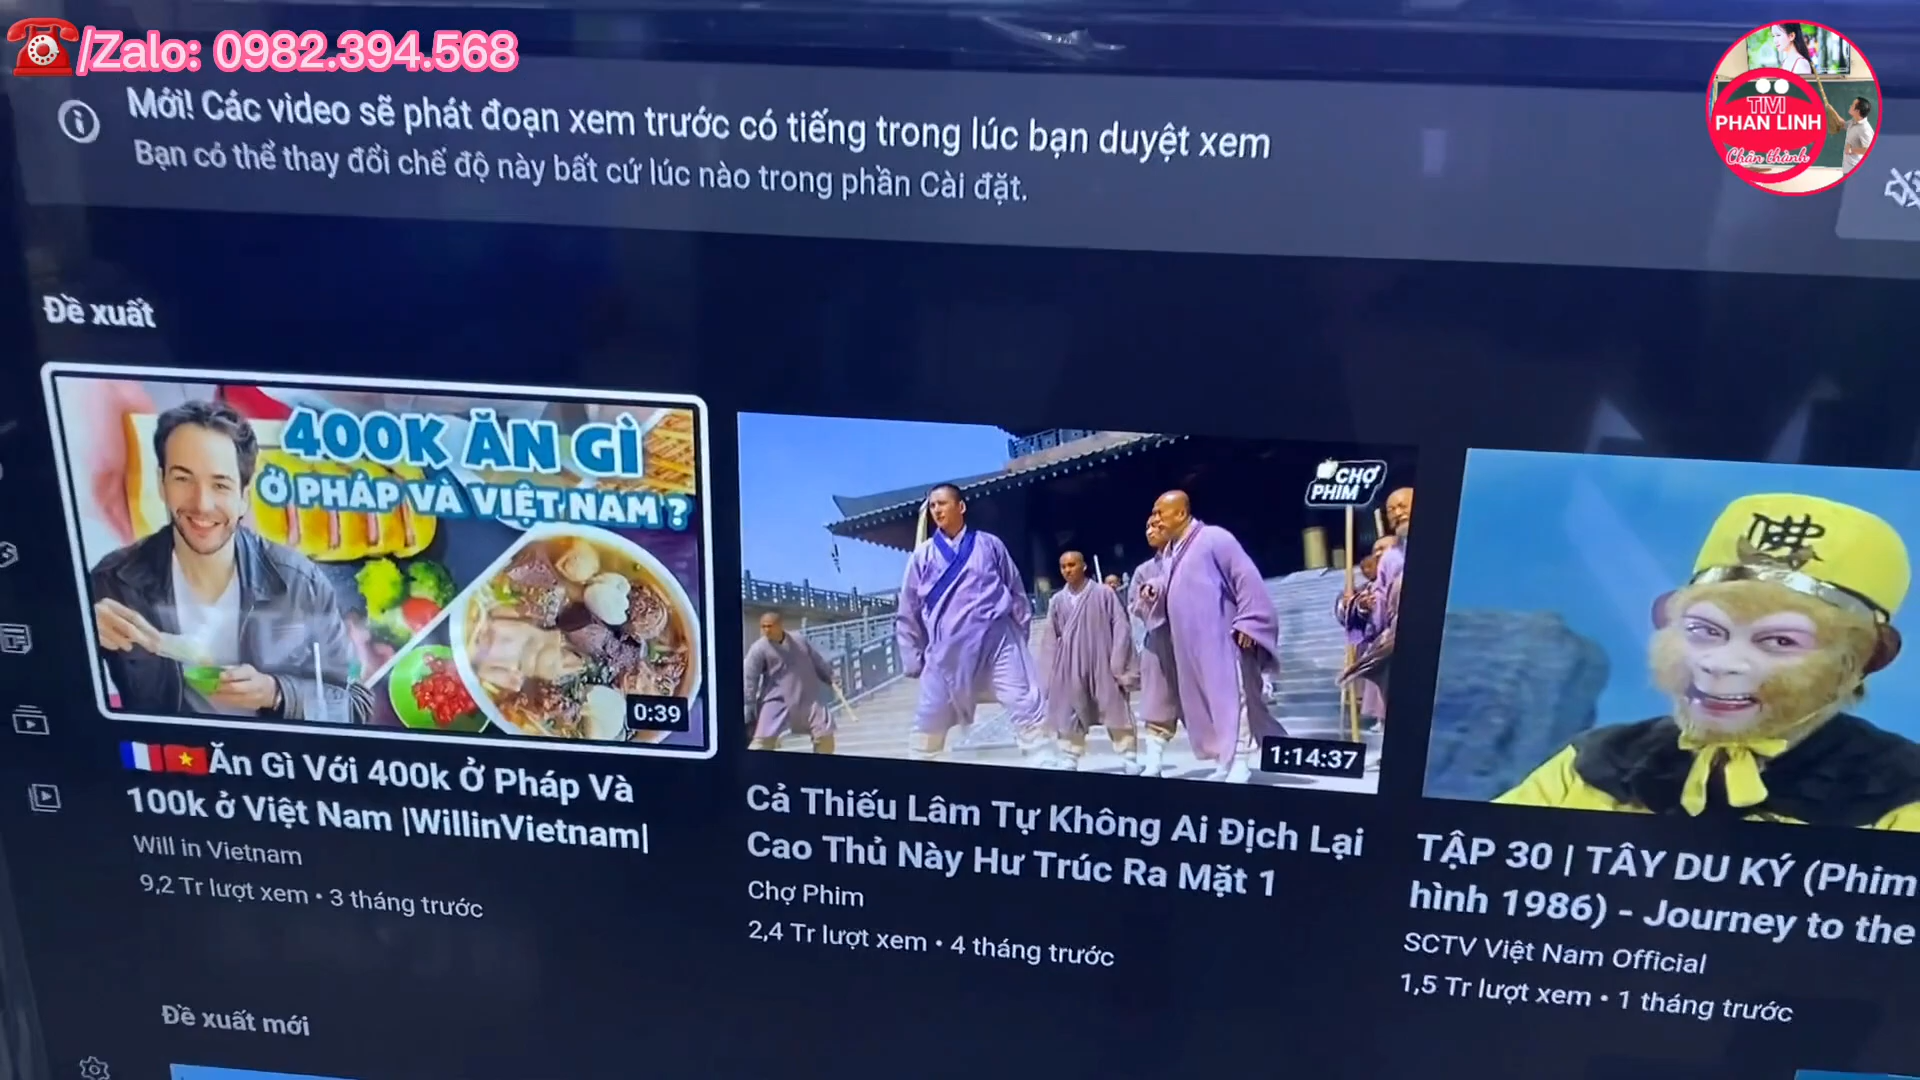 /Zalo: 0982.394.568
TIVI
PHAN LINH
Chân thành
Mới! Các video sẽ phát đoạn xem trước có tiếng trong lúc bạn duyệt xem
Bạn có thể thay đổi chế độ này bất cứ lúc nào trong phần Cài đặt.
Đề xuất
400K ĂN GÌ
Ở PHÁP VÀ VIỆT NAM ?
0:39
CHỢ
PHIM
1:14:37
佛
🇫🇷🇻🇳Ăn Gì Với 400k Ở Pháp Và
100k ở Việt Nam |WillinVietnam|
Will in Vietnam
9,2 Tr lượt xem • 3 tháng trước
Cả Thiếu Lâm Tự Không Ai Địch Lại
Cao Thủ Này Hư Trúc Ra Mặt 1
Chợ Phim
2,4 Tr lượt xem • 4 tháng trước
TẬP 30 | TÂY DU KÝ (Phim
hình 1986) - Journey to the
SCTV Việt Nam Official
1,5 Tr lượt xem • 1 tháng trước
Đề xuất mới